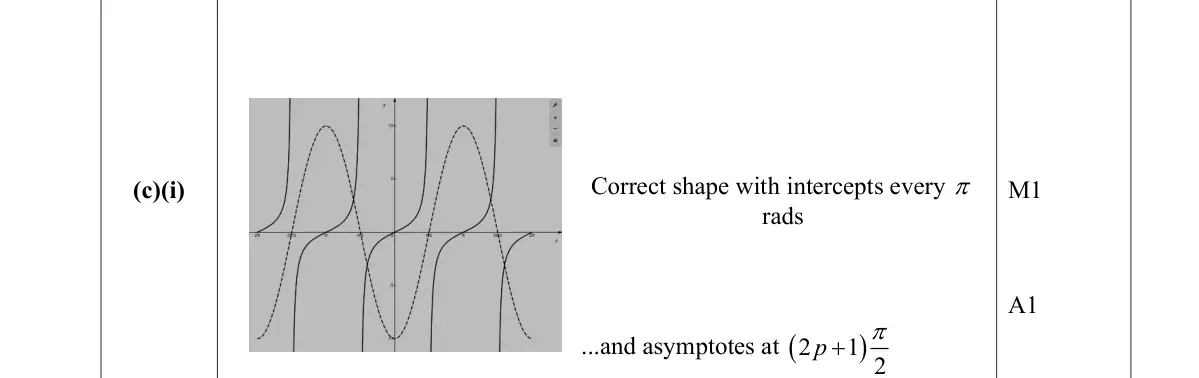 (c)(i)
Correct shape with intercepts every π
rads
M1
A1
...and asymptotes at (2p+1)π/2